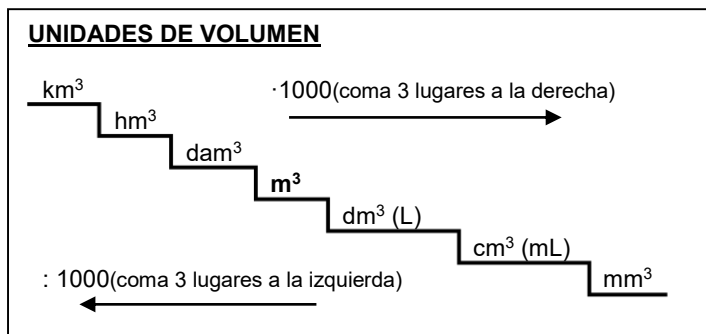 UNIDADES DE VOLUMEN
km³
·1000(coma 3 lugares a la derecha)
hm³
dam³
m³
dm³ (L)
cm³ (mL)
: 1000(coma 3 lugares a la izquierda)
mm³